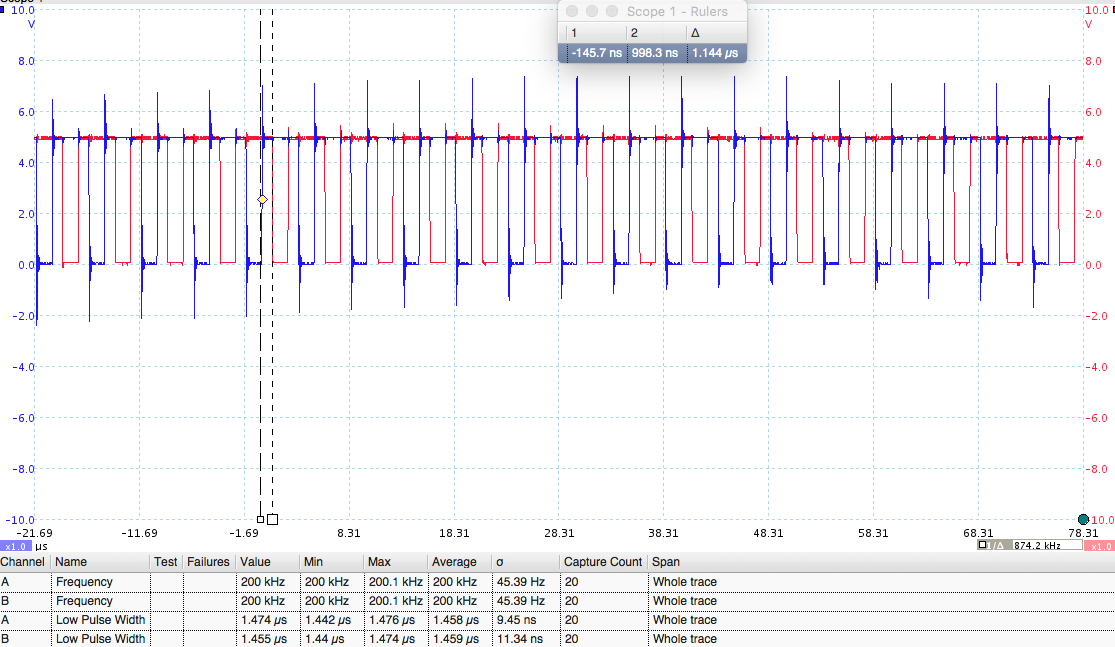 Scope 1 - Rulers
1 2 Δ
-145.7 ns 998.3 ns 1.144 µs
10.0 10.0
V V
8.0 8.0
6.0 6.0
4.0 4.0
2.0 2.0
0.0 0.0
-2.0 -2.0
-4.0 -4.0
-6.0 -6.0
-8.0 -8.0
-10.0 -10.0
-21.69 -11.69 -1.69 8.31 18.31 28.31 38.31 48.31 58.31 68.31 78.31
x1.0 µs 1/Δ 874.2 kHz x1.0
Channel Name Test Failures Value Min Max Average σ Capture Count Span
A Frequency 200 kHz 200 kHz 200.1 kHz 200 kHz 45.39 Hz 20 Whole trace
B Frequency 200 kHz 200 kHz 200.1 kHz 200 kHz 45.39 Hz 20 Whole trace
A Low Pulse Width 1.474 µs 1.442 µs 1.476 µs 1.458 µs 9.45 ns 20 Whole trace
B Low Pulse Width 1.455 µs 1.44 µs 1.474 µs 1.459 µs 11.34 ns 20 Whole trace